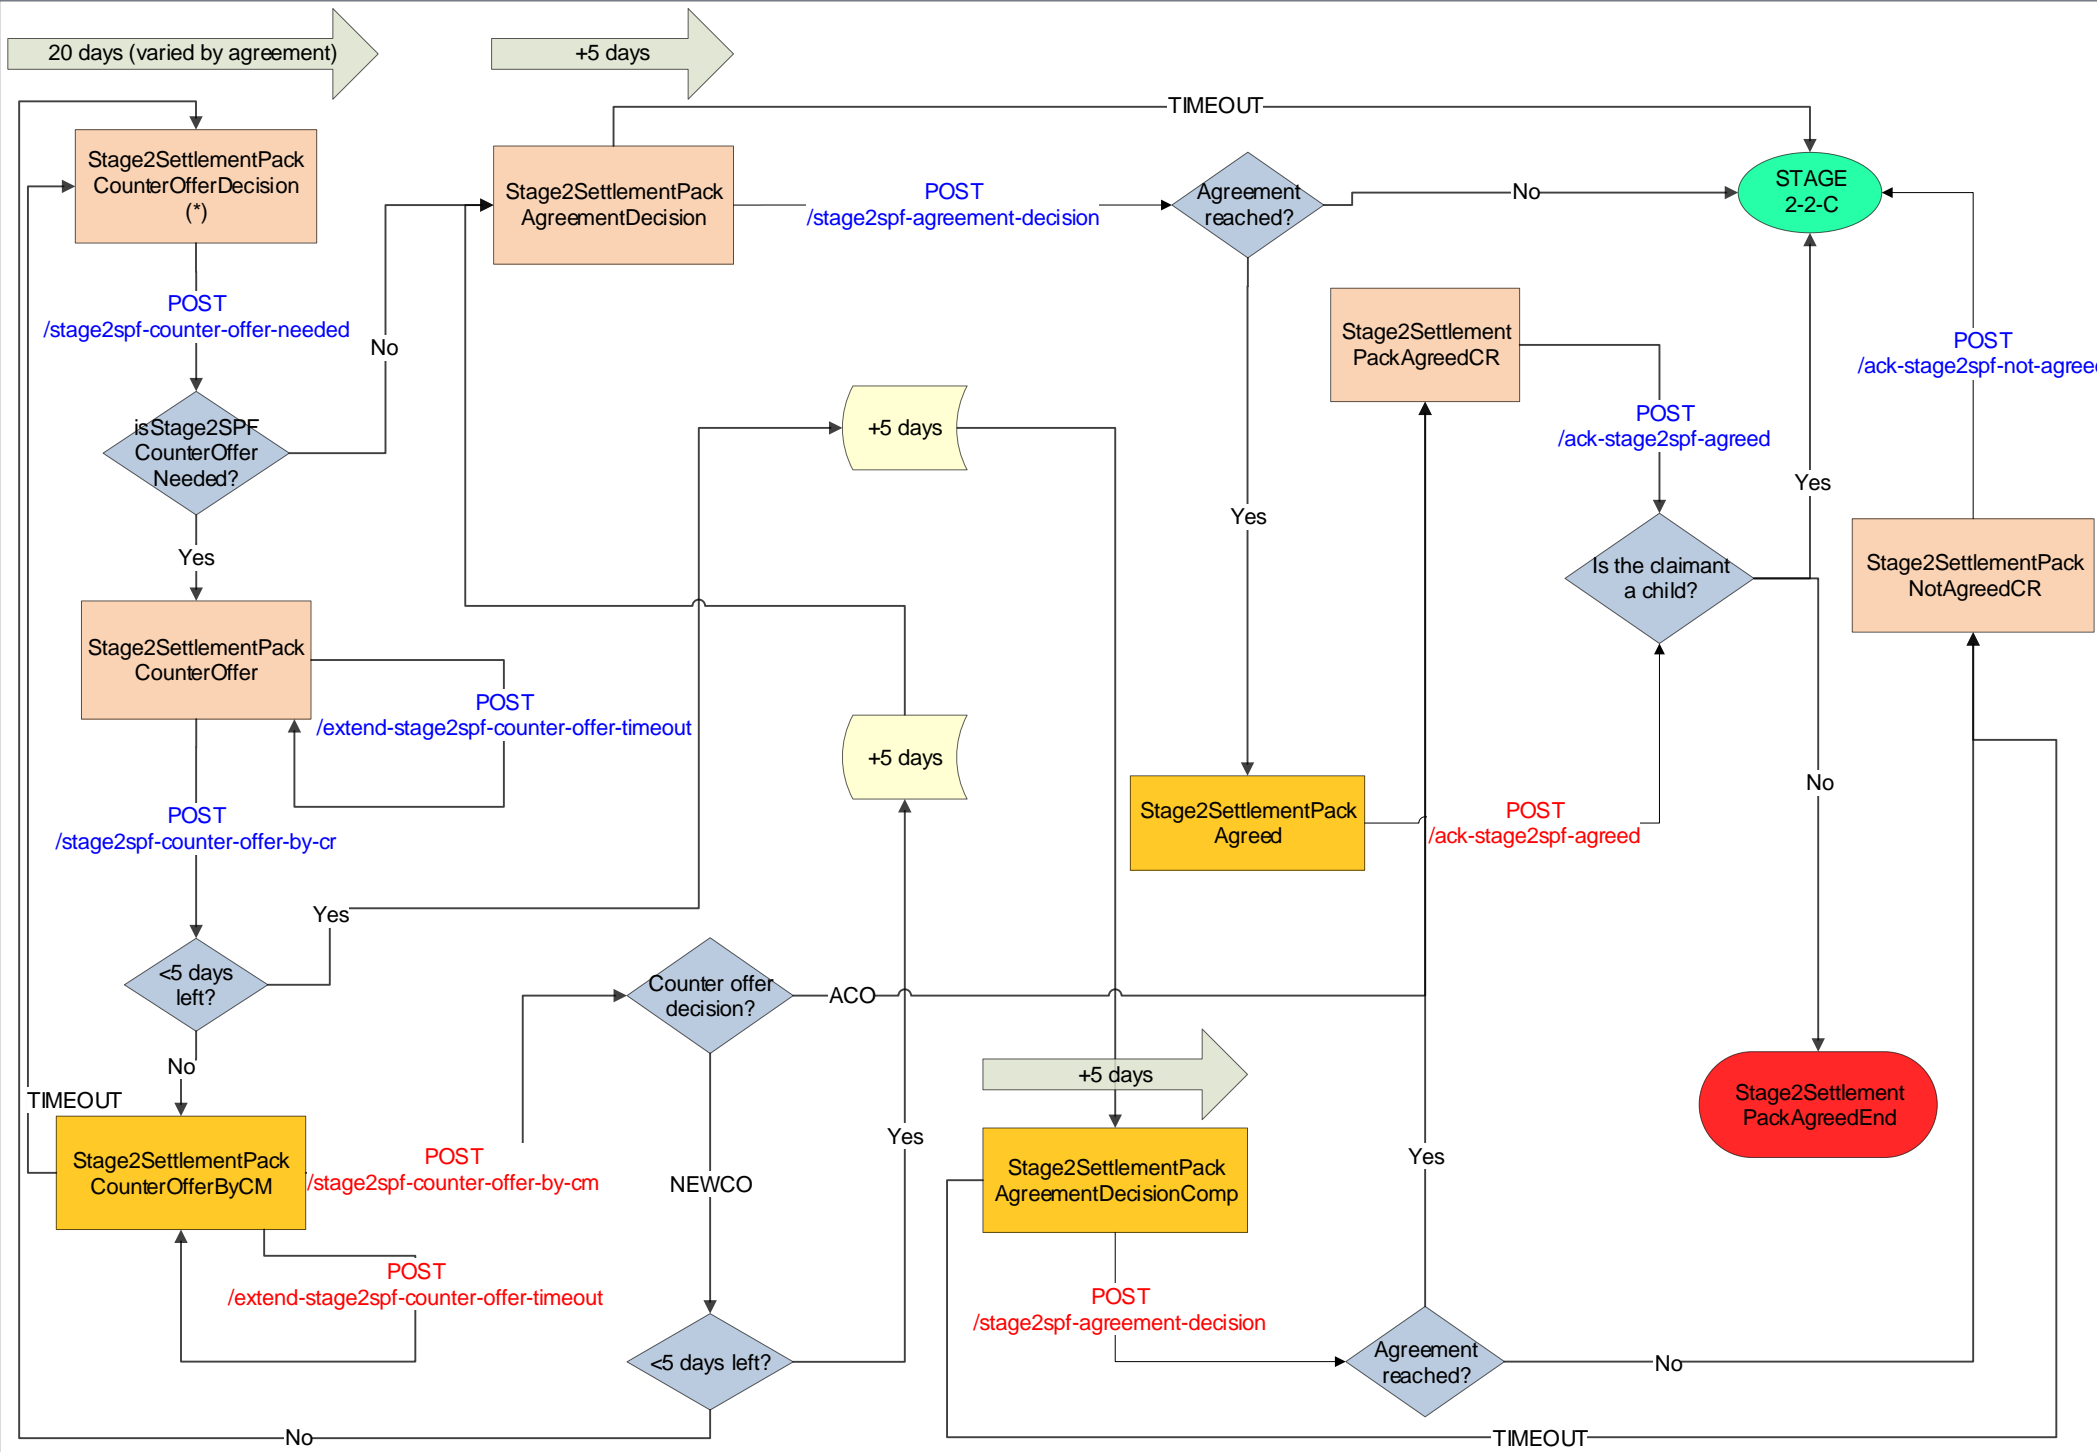 20 days (varied by agreement)
+5 days
TIMEOUT
Stage2SettlementPack
CounterOfferDecision
(*)
Stage2SettlementPack
AgreementDecision
POST
/stage2spf-agreement-decision
Agreement
reached?
No
STAGE
2-2-C
POST
/stage2spf-counter-offer-needed
No
Stage2Settlement
PackAgreedCR
POST
/ack-stage2spf-not-agree
POST
/ack-stage2spf-agreed
isStage2SPF
CounterOffer
Needed?
+5 days
Yes
Yes
Yes
Is the claimant
a child?
Stage2SettlementPack
NotAgreedCR
Stage2SettlementPack
CounterOffer
POST
/extend-stage2spf-counter-offer-timeout
+5 days
No
POST
/stage2spf-counter-offer-by-cr
Stage2SettlementPack
Agreed
POST
/ack-stage2spf-agreed
Yes
<5 days
left?
Counter offer
decision?
ACO
No
+5 days
TIMEOUT
Stage2Settlement
PackAgreedEnd
Stage2SettlementPack
CounterOfferByCM
POST
/stage2spf-counter-offer-by-cm
NEWCO
Yes
Stage2SettlementPack
AgreementDecisionComp
Yes
POST
/extend-stage2spf-counter-offer-timeout
POST
/stage2spf-agreement-decision
<5 days left?
Agreement
reached?
No
No
TIMEOUT